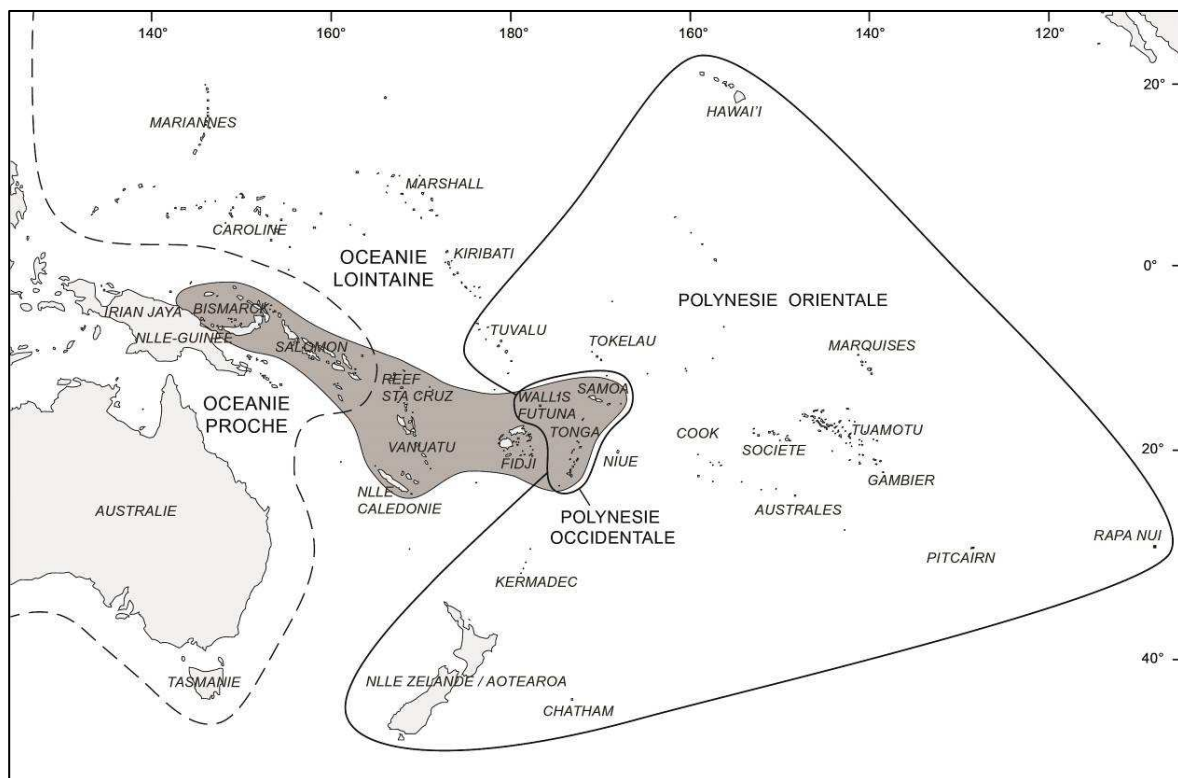 140° 160° 180° 160° 140° 120°
20°
HAWAI'I
MARIANNES
MARSHALL
CAROLINE
OCEANIE
LOINTAINE
KIRIBATI
0°
IRIAN JAYA
BISMARCK
POLYNESIE ORIENTALE
NLLE-GUINEE
SALOMON
TUVALU
TOKELAU
MARQUISES
OCEANIE
PROCHE
REEF
STA CRUZ
WALLIS
FUTUNA
SAMOA
TONGA
VANUATU
FIDJI
NIUE
COOK
SOCIETE
TUAMOTU
20°
GAMBIER
NLLE
CALEDONIE
AUSTRALES
AUSTRALIE
POLYNESIE
OCCIDENTALE
RAPA NUI
PITCAIRN
KERMADEC
40°
TASMANIE
NLLE ZELANDE / AOTEAROA
CHATHAM